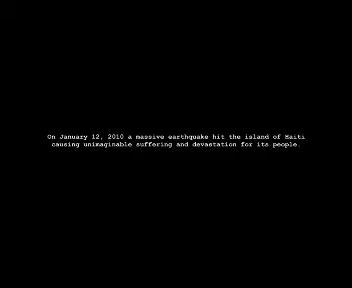 On January 12, 2010 a massive earthquake hit the island of Haiti
causing unimaginable suffering and devastation for its people.